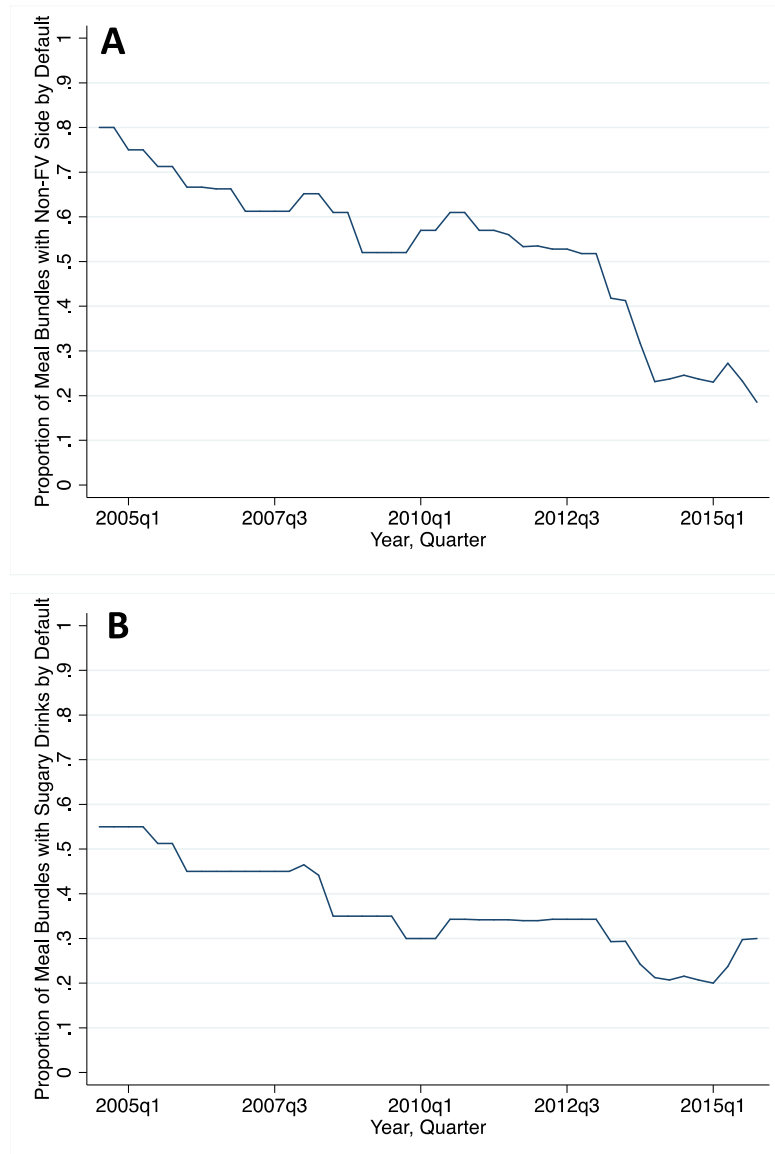 A
Proportion of Meal Bundles with Non-FV Side by Default
1
.9
.8
.7
.6
.5
.4
.3
.2
.1
0
2005q1 2007q3 2010q1 2012q3 2015q1
Year, Quarter
B
Proportion of Meal Bundles with Sugary Drinks by Default
1
.9
.8
.7
.6
.5
.4
.3
.2
.1
0
2005q1 2007q3 2010q1 2012q3 2015q1
Year, Quarter